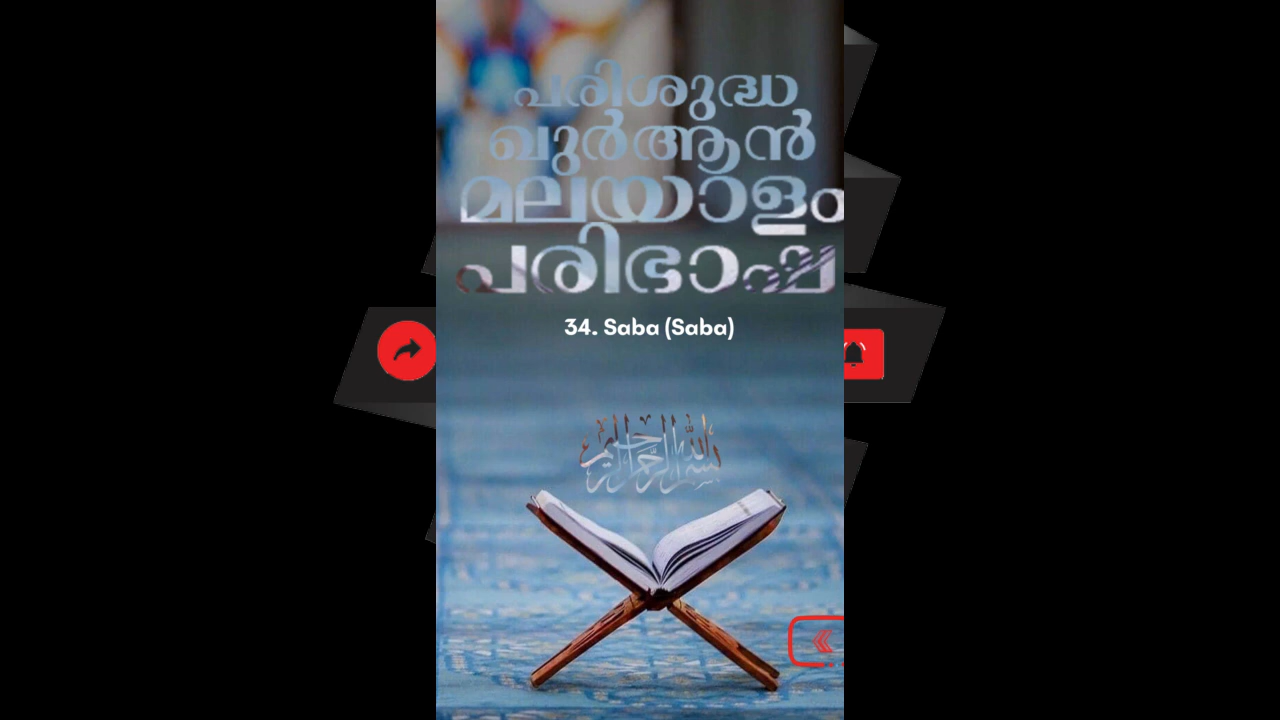 പരിശുദ്ധ
ഖുർആൻ
മലയാളം
പരിഭാഷ
34. Saba (Saba)
بسم الله الرحمن الرحيم